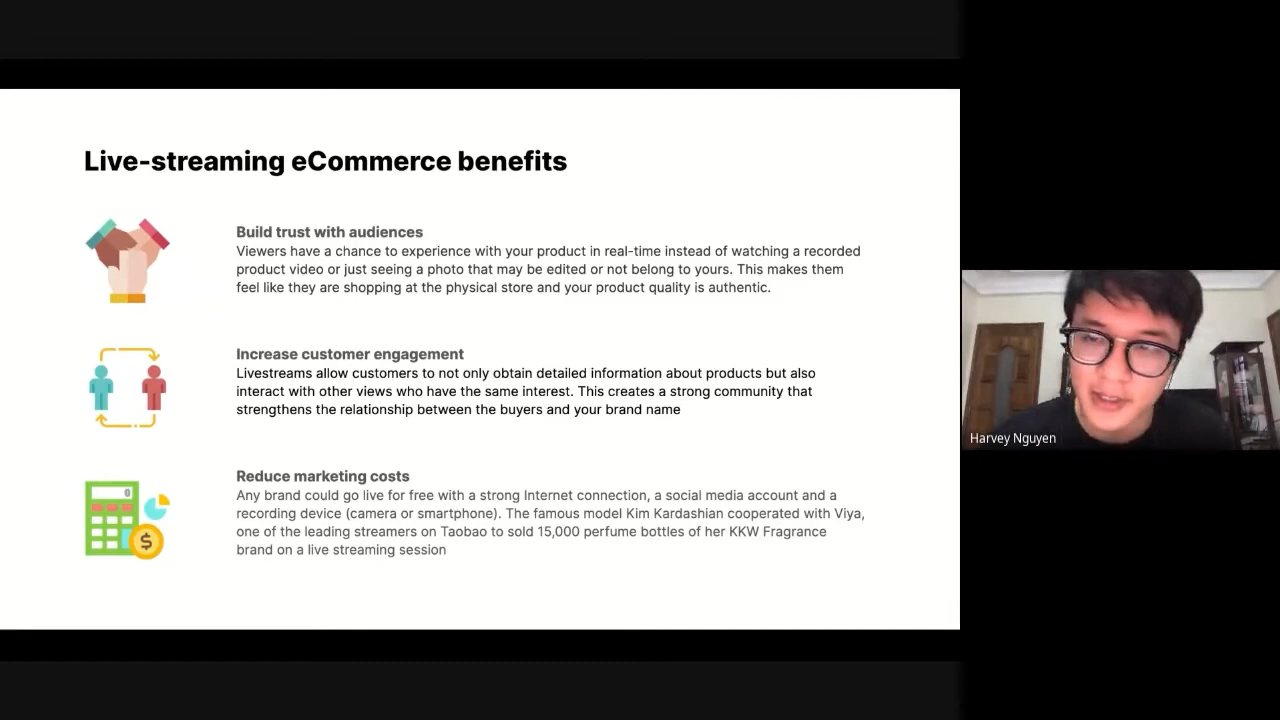 Live-streaming eCommerce benefits
Build trust with audiences
Viewers have a chance to experience with your product in real-time instead of watching a recorded
product video or just seeing a photo that may be edited or not belong to yours. This makes them
feel like they are shopping at the physical store and your product quality is authentic.
Increase customer engagement
Livestreams allow customers to not only obtain detailed information about products but also
interact with other views who have the same interest. This creates a strong community that
strengthens the relationship between the buyers and your brand name
0
$
Reduce marketing costs
Any brand could go live for free with a strong Internet connection, a social media account and a
recording device (camera or smartphone). The famous model Kim Kardashian cooperated with Viya,
one of the leading streamers on Taobao to sold 15,000 perfume bottles of her KKW Fragrance
brand on a live streaming session
Harvey Nguyen